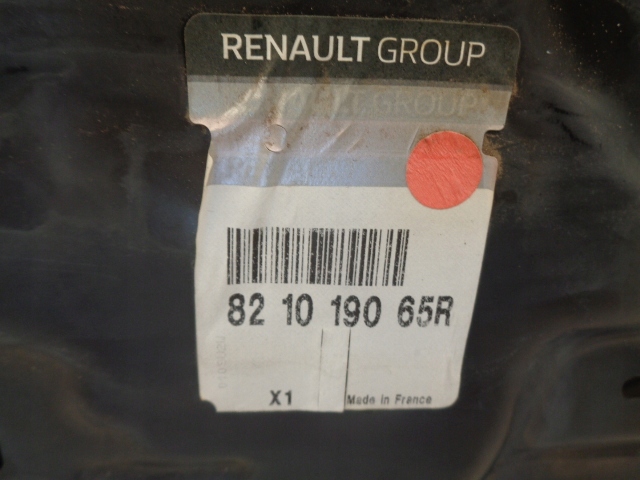 RENAULT GROUP
82 10 190 65R
X1
Made in France